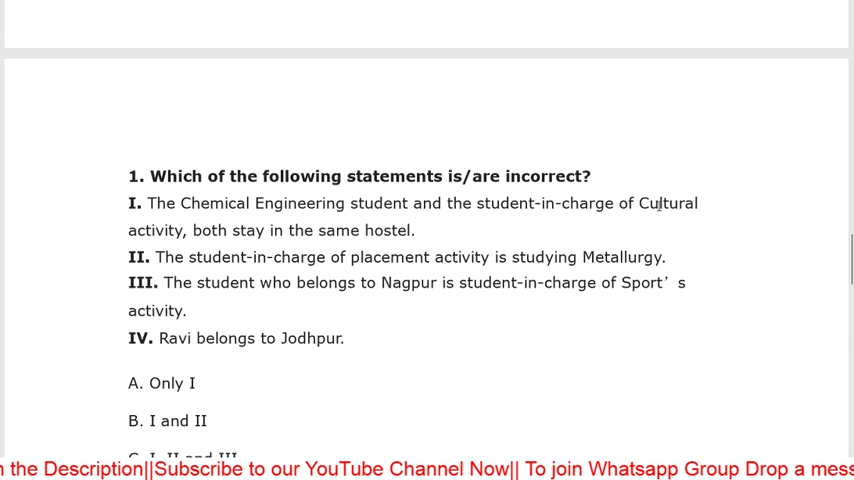 1. Which of the following statements is/are incorrect?
I. The Chemical Engineering student and the student-in-charge of Cultural
activity, both stay in the same hostel.
II. The student-in-charge of placement activity is studying Metallurgy.
III. The student who belongs to Nagpur is student-in-charge of Sport’ s
activity.
IV. Ravi belongs to Jodhpur.
A. Only I
B. I and II
C. I, II and III
n the Description||Subscribe to our YouTube Channel Now|| To join Whatsapp Group Drop a mess